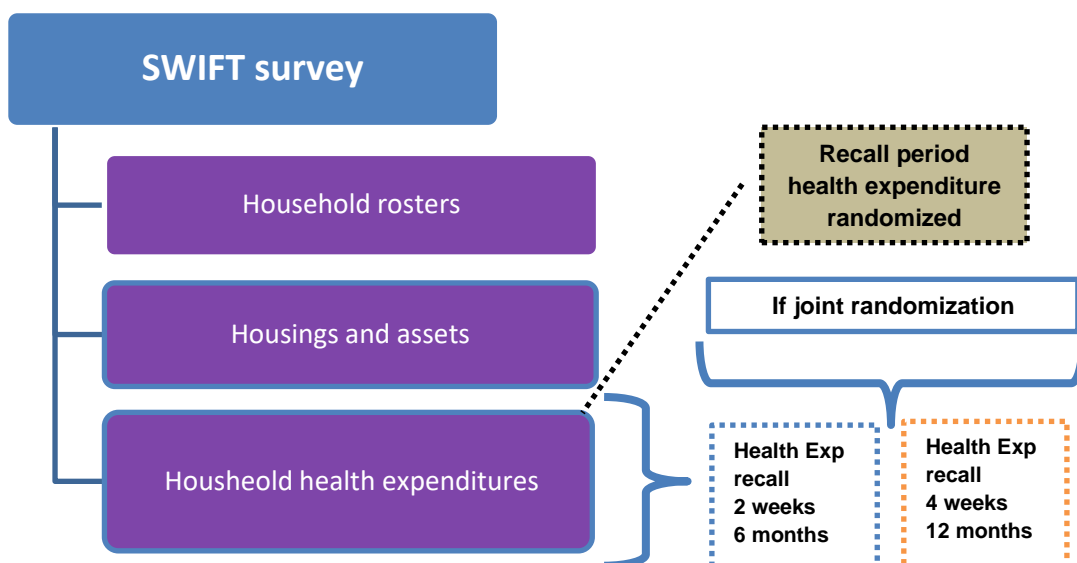 SWIFT survey
Household rosters
Housings and assets
Housheold health expenditures
Recall period
health expenditure
randomized
If joint randomization
Health Exp
recall
2 weeks
6 months
Health Exp
recall
4 weeks
12 months